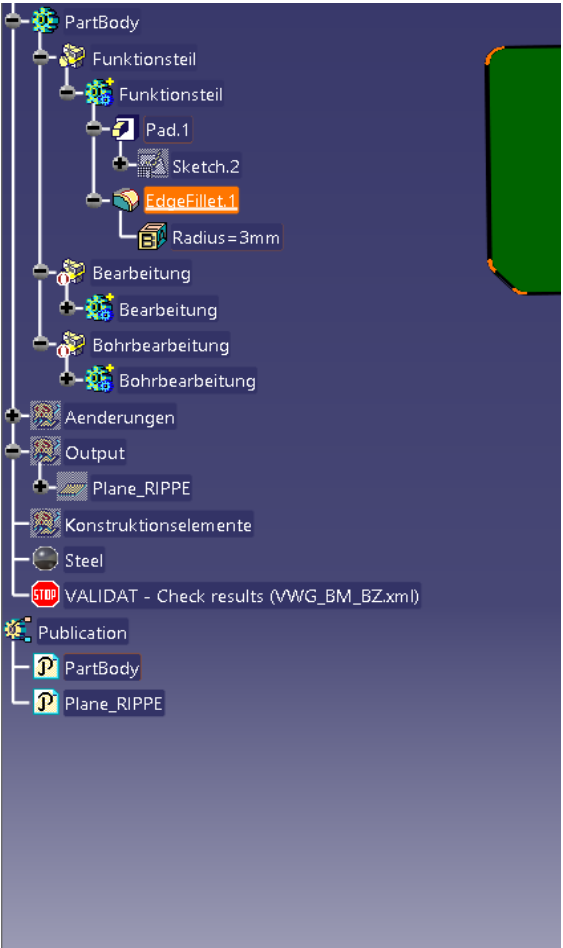 PartBody
Funktionsteil
Funktionsteil
Pad.1
Sketch.2
EdgeFillet.1
Radius=3mm
Bearbeitung
Bearbeitung
Bohrbearbeitung
Bohrbearbeitung
Aenderungen
Output
Plane_RIPPE
Konstruktionselemente
Steel
STOP VALIDAT - Check results (VWG_BM_BZ.xml)
Publication
P PartBody
P Plane_RIPPE